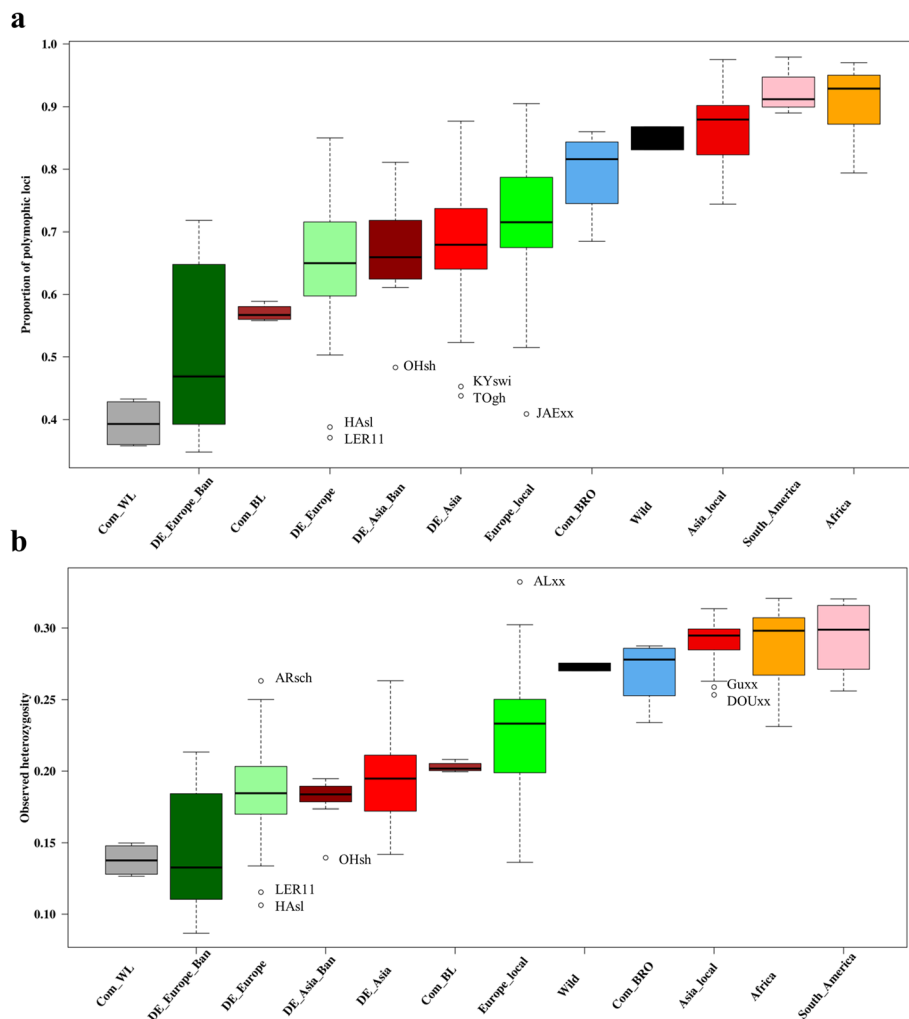 a
Proportion of polymophic loci
1.0
0.9
0.8
0.7
0.6
0.5
0.4
HAsl
LER11
OHsh
KYswi
TOgh
JAExx
Com_WL
DE_Europe_Ban
Com_BL
DE_Europe
DE_Asia_Ban
DE_Asia
Europe_local
Com_BRO
Wild
Asia_local
South_America
Africa
b
Observed heterozygosity
0.30
0.25
0.20
0.15
0.10
ALxx
ARsch
Guxx
DOUxx
OHsh
LER11
HAsl
Com_WL
DE_Europe_Ban
DE_Europe
DE_Asia_Ban
DE_Asia
Com_BL
Europe_local
Wild
Com_BRO
Asia_local
Africa
South_America